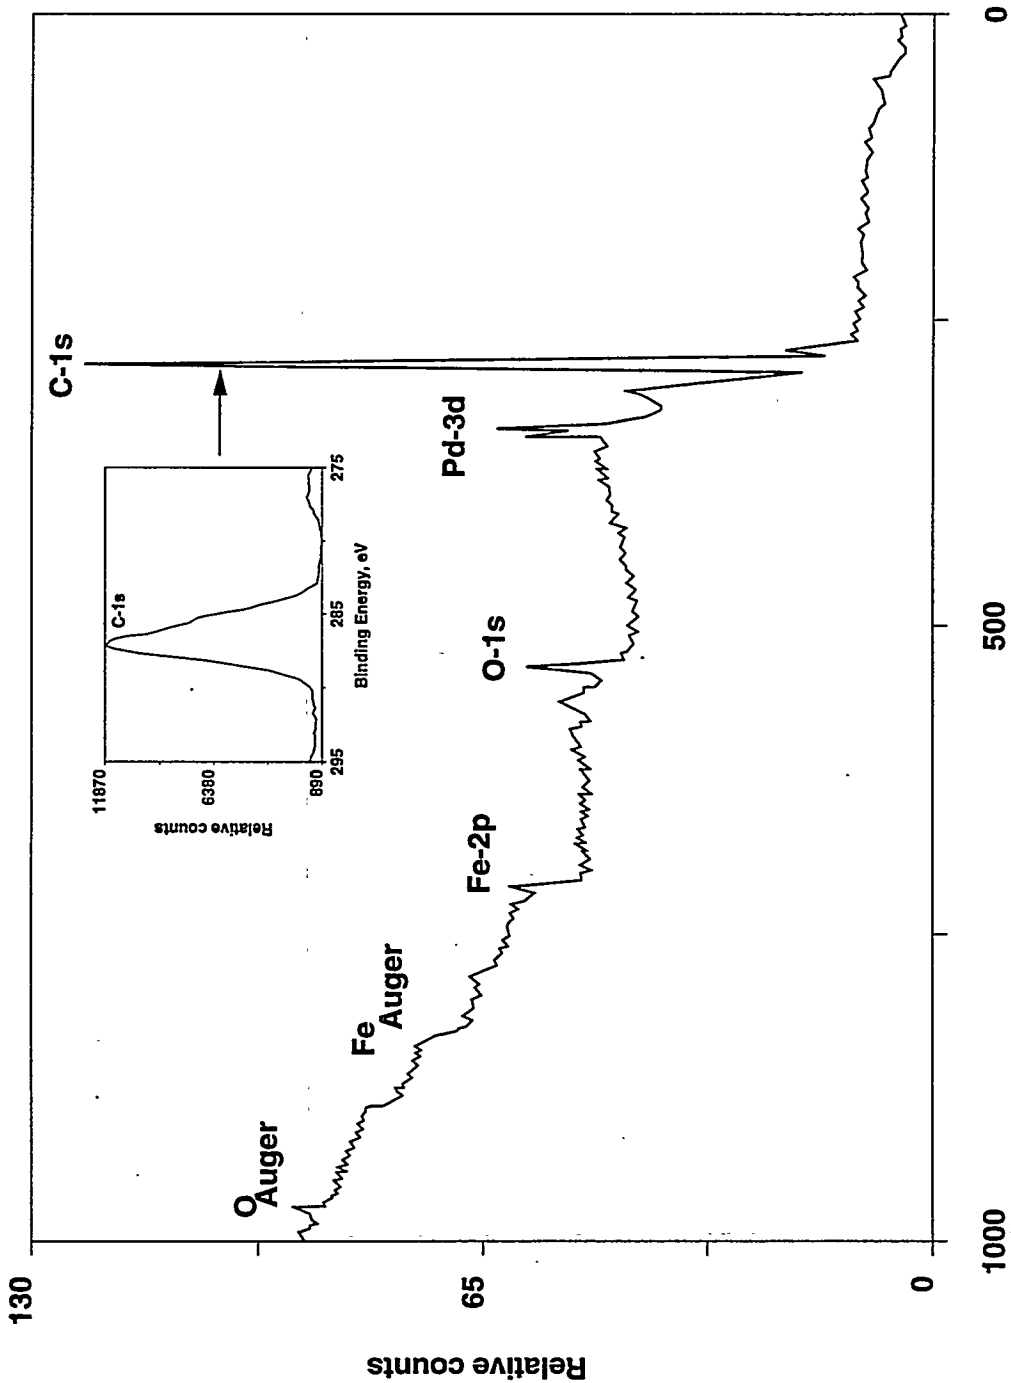 130
65
0
Relative counts
1000
500
0
O
Auger
Fe
Auger
Fe-2p
O-1s
Pd-3d
C-1s
11870
6380
890
Relative counts
295
285
275
Binding Energy, eV
C-1s